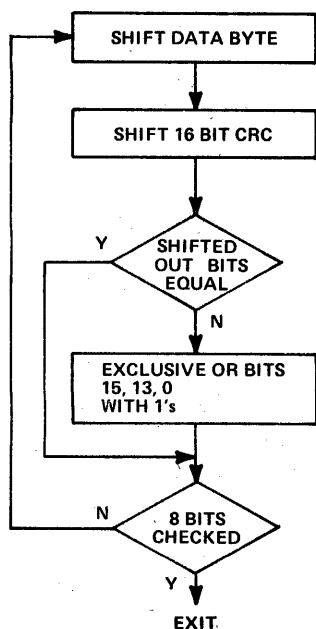 SHIFT DATA BYTE
SHIFT 16 BIT CRC
Y
SHIFTED
OUT BITS
EQUAL
N
EXCLUSIVE OR BITS
15, 13, 0
WITH 1's
N
8 BITS
CHECKED
Y
EXIT